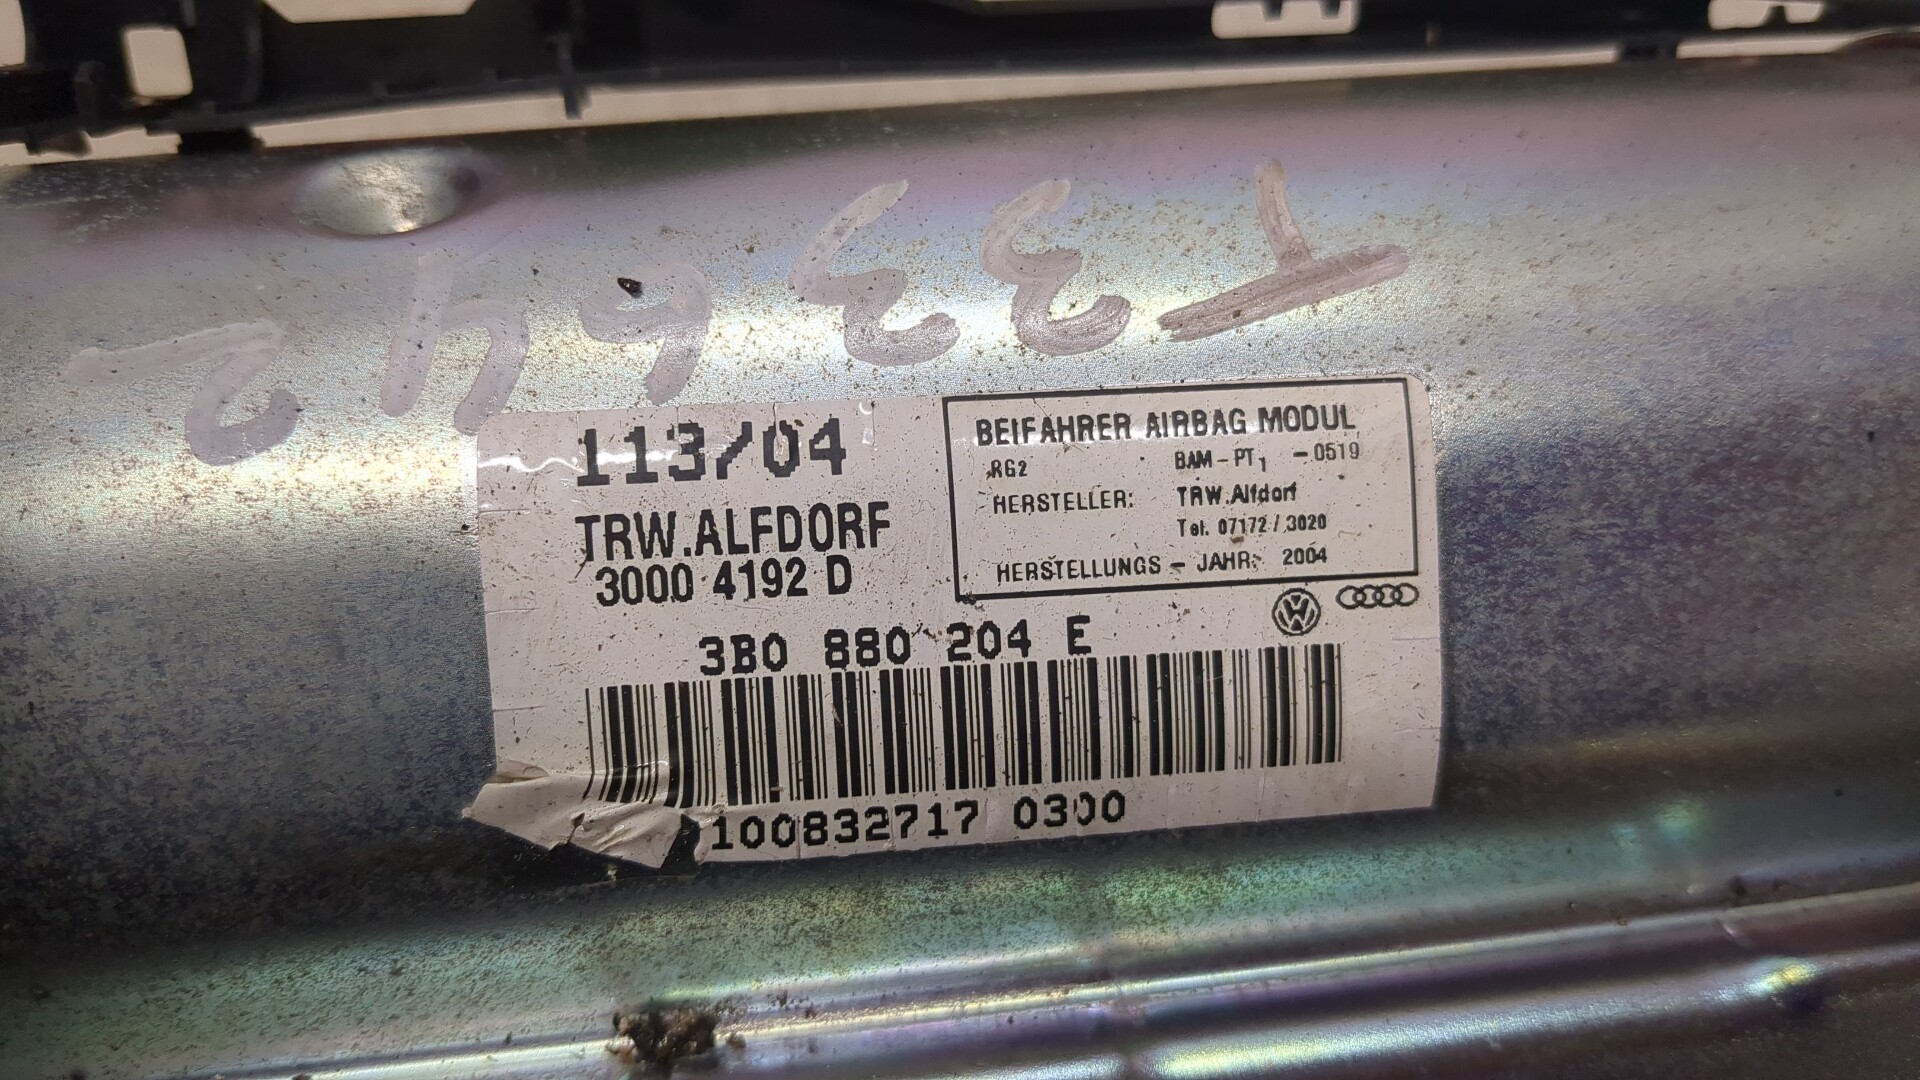 T33642
113/04
TRW.ALFDORF
3000 4192 D
BEIFAHRER AIRBAG MODUL
RG2 BAM-PT1 -0519
HERSTELLER: TRW.Alfdorf
Tel. 07172/3020
HERSTELLUNGS - JAHR: 2004
3B0 880 204 E
100832717 0300